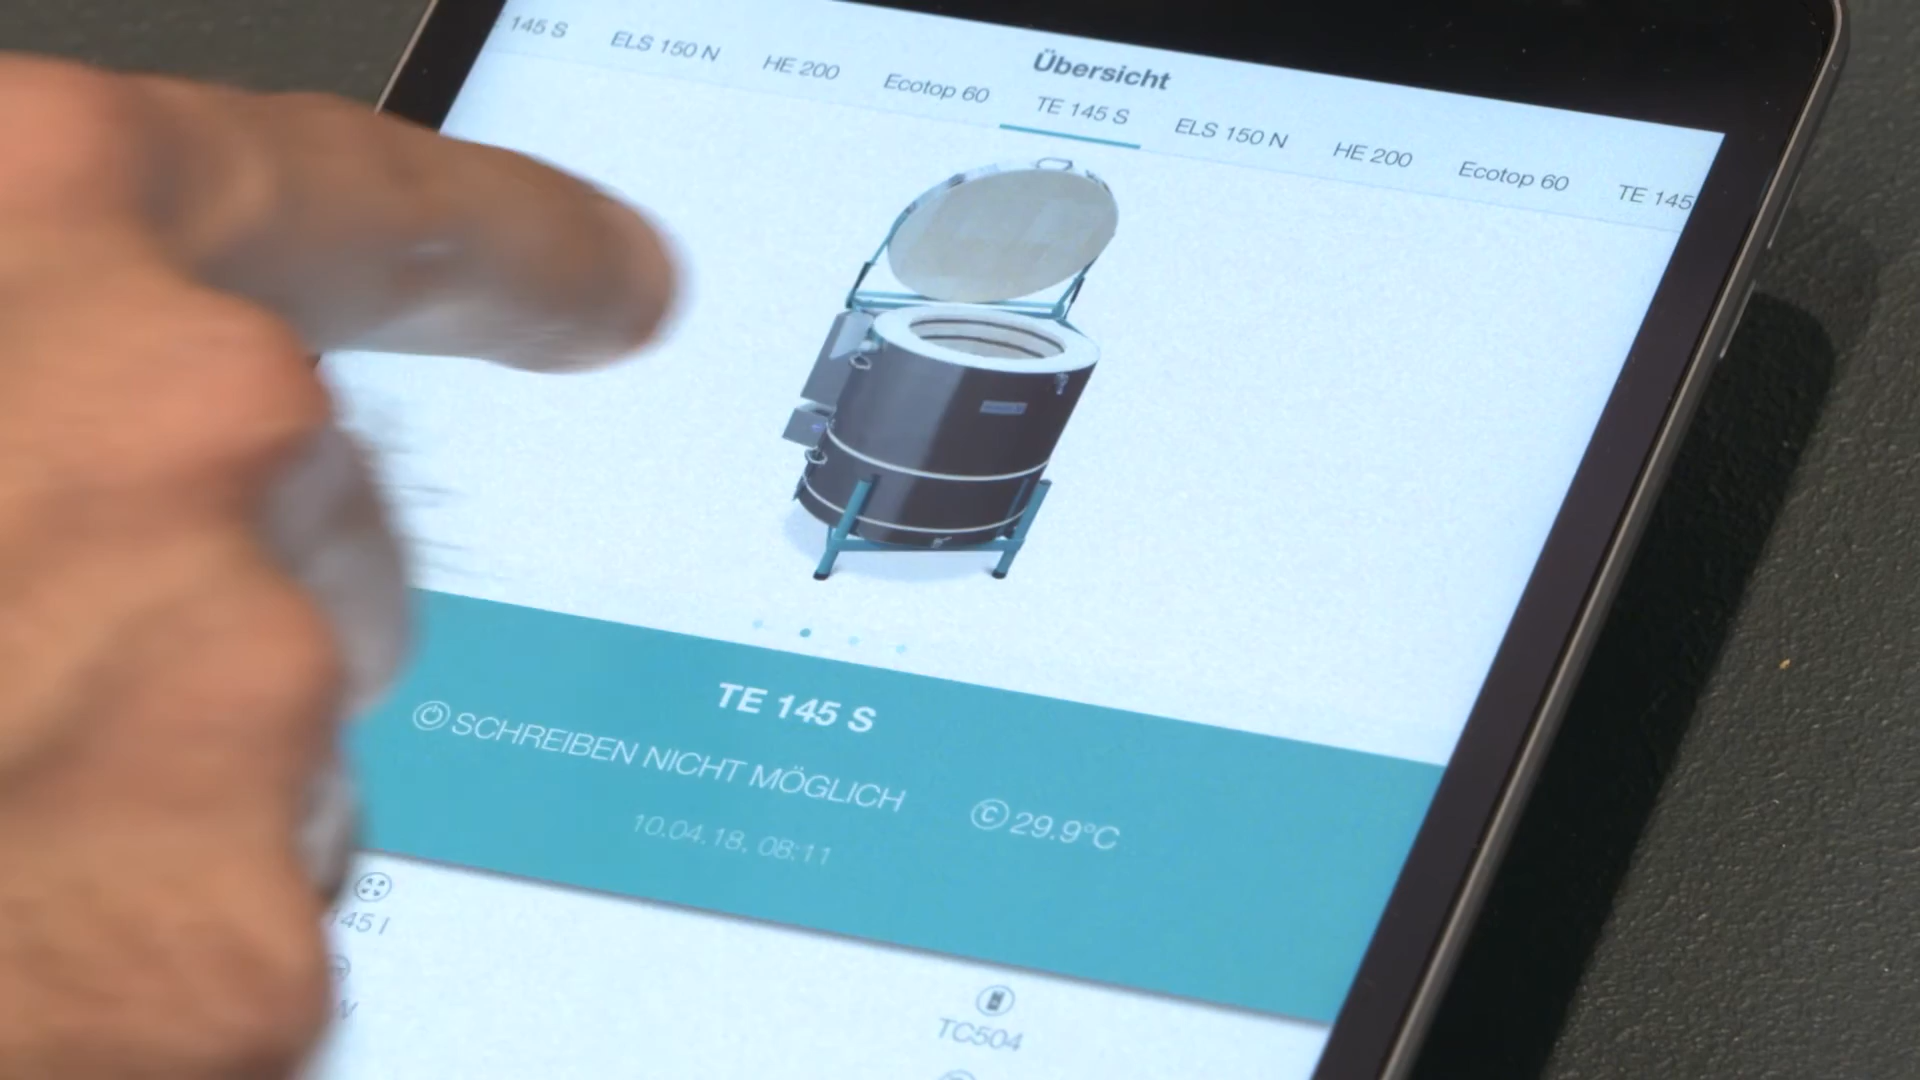 Übersicht
145 S ELS 150 N HE 200 Ecotop 60 TE 145 S ELS 150 N HE 200 Ecotop 60 TE 145
TE 145 S
SCHREIBEN NICHT MÖGLICH 29.9°C
10.04.18, 08:11
145 l
TC504